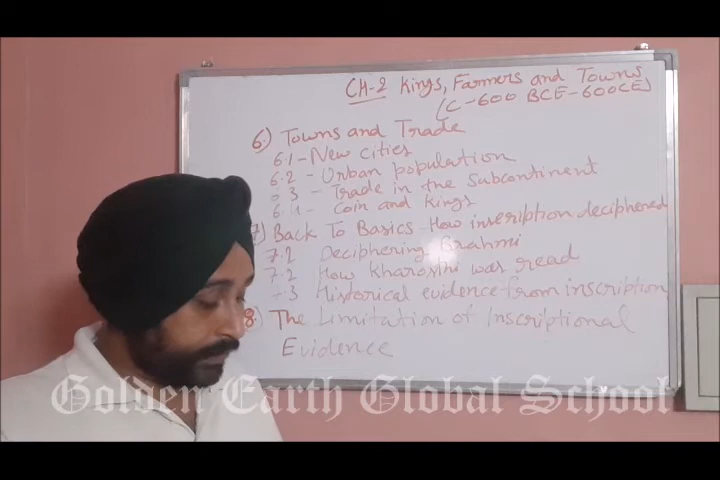 CH-2 Kings, Farmers and Towns
(C-600 BCE-600CE)
6.) Towns and Trade
6.1 - New cities
6.2 - Urban population
6.3 - Trade in the Subcontinent
6.4 - Coin and Kings
7) Back To Basics - How inscription deciphered
7.2 Deciphering Brahmi
7.2 How Kharosthi was read
7.3 Historical evidence from inscription
8.) The Limitation of Inscriptional
Evidence
Golden Earth Global School